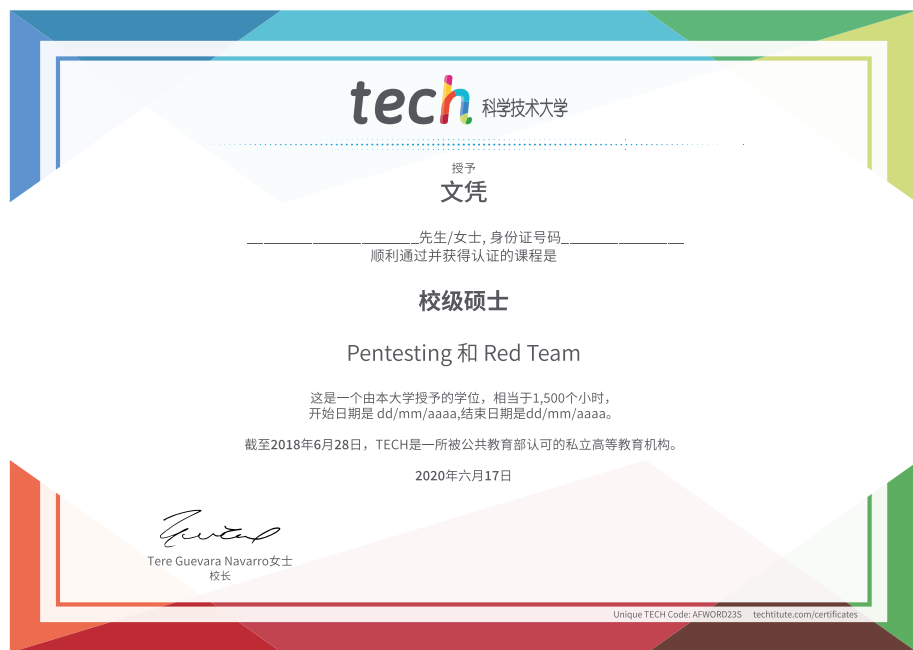 tech 科学技术大学
授予
文凭
_____________________先生/女士, 身份证号码_______________
顺利通过并获得认证的课程是
校级硕士
Pentesting 和 Red Team
这是一个由本大学授予的学位，相当于1,500个小时，
开始日期是 dd/mm/aaaa,结束日期是dd/mm/aaaa。
截至2018年6月28日，TECH是一所被公共教育部认可的私立高等教育机构。
2020年六月17日
Tere Guevara Navarro女士
校长
Unique TECH Code: AFWORD23S techtitute.com/certificates